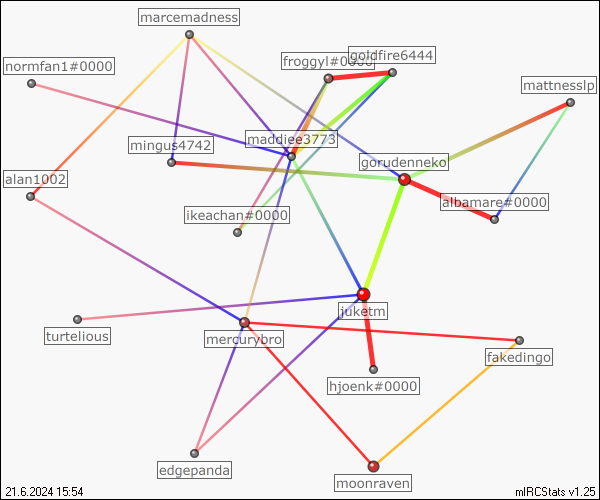 marcemadness
goldfire6444
froggyl#0000
normfan1#0000
mattnesslp
maddiee3773
mingus4742
gorudenneko
alan1002
albamare#0000
ikeachan#0000
juketm
turtelious
mercurybro
fakedingo
hjoenk#0000
edgepanda
moonraven
21.6.2024 15:54
mIRCStats v1.25